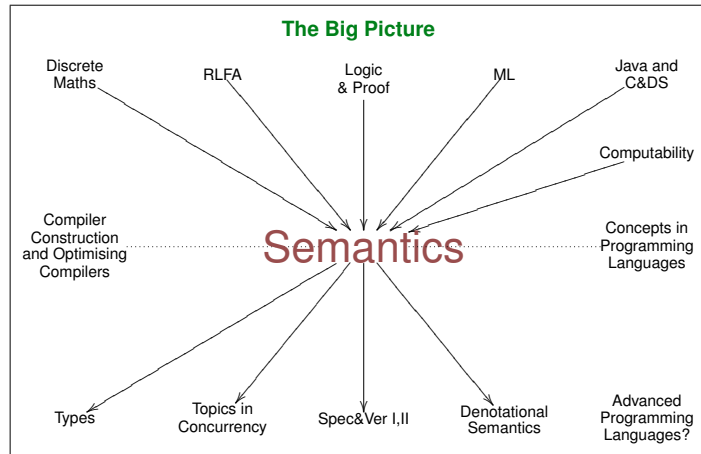 The Big Picture
Discrete
Maths
RLFA
Logic
& Proof
ML
Java and
C&DS
Computability
Compiler
Construction
and Optimising
Compilers
Semantics
Concepts in
Programming
Languages
Types
Topics in
Concurrency
Spec&Ver I,II
Denotational
Semantics
Advanced
Programming
Languages?